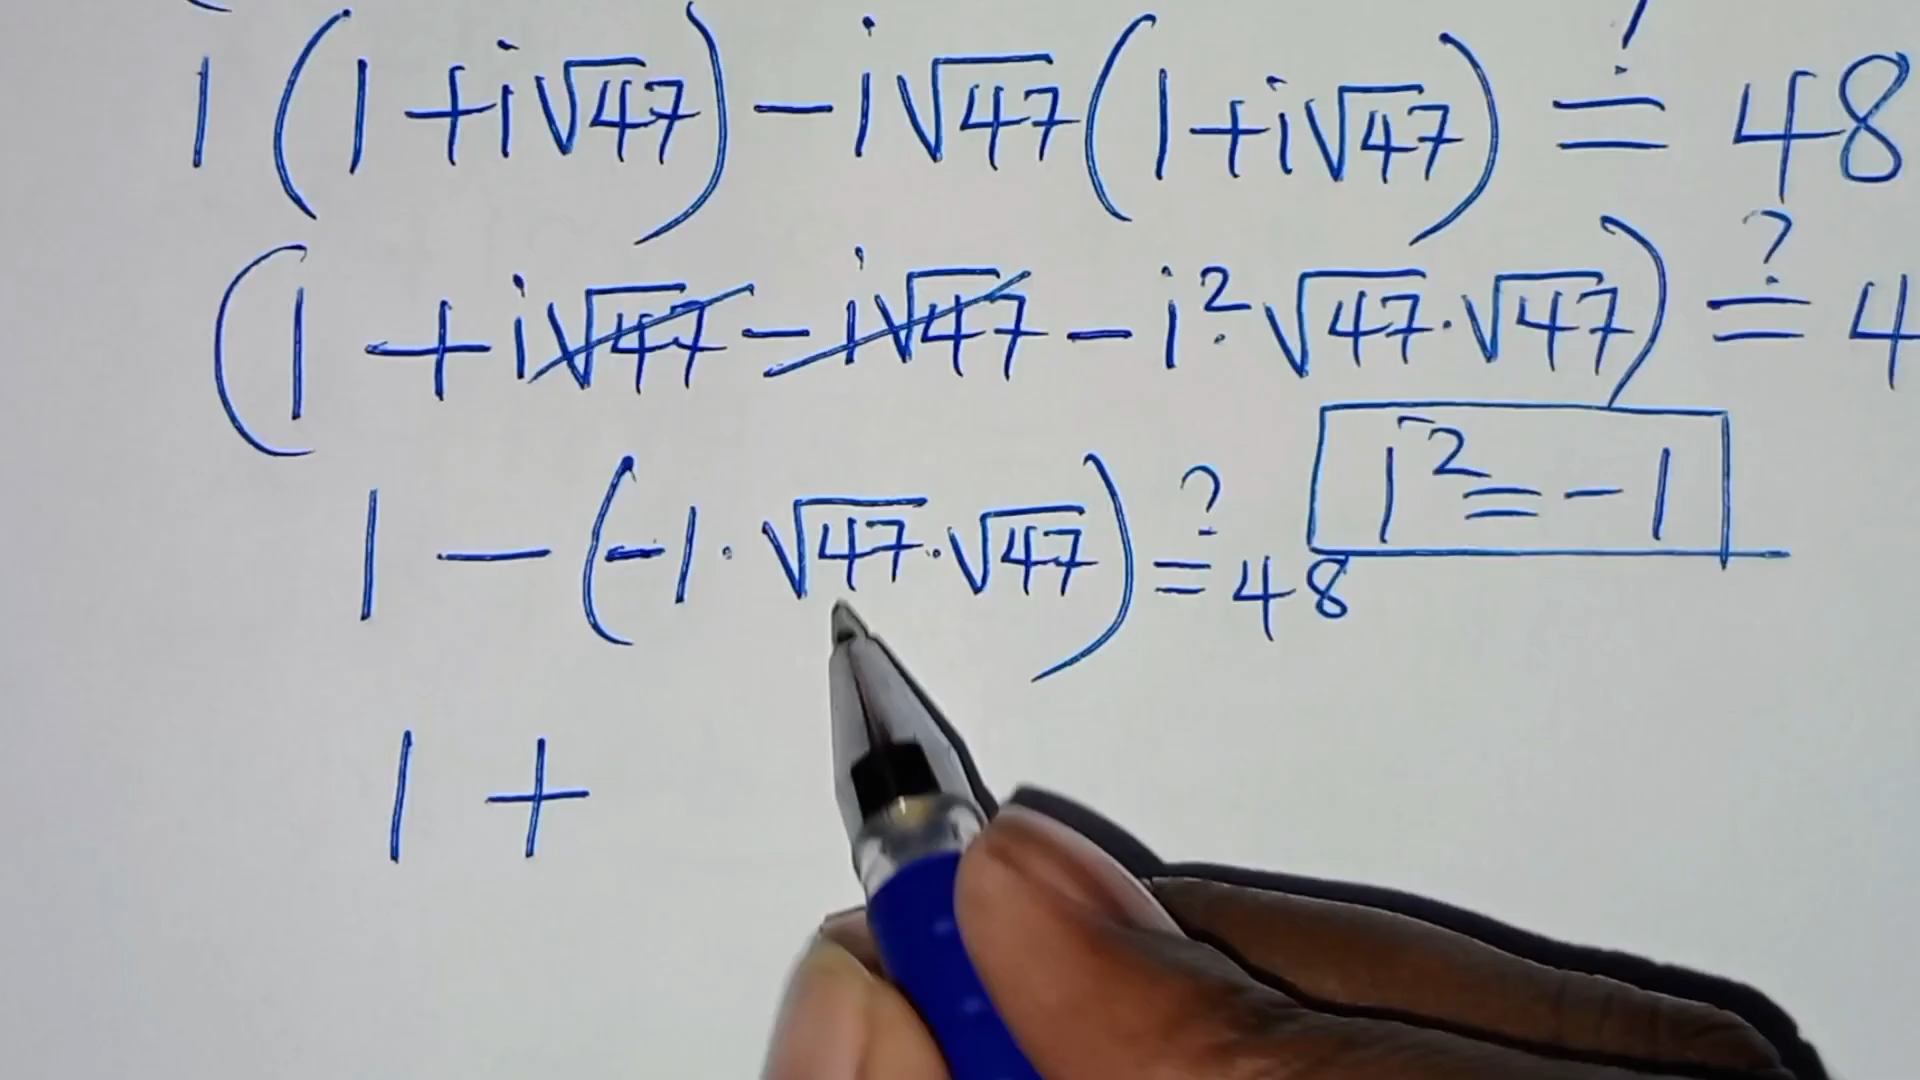 1 (1 + i√47) - i√47 (1 + i√47) ≟ 48
(1 + i√47 - i√47 - i² · √47 · √47) ≟ 4
i² = -1
1 - (-1 · √47 · √47) ≟ 48
1 +